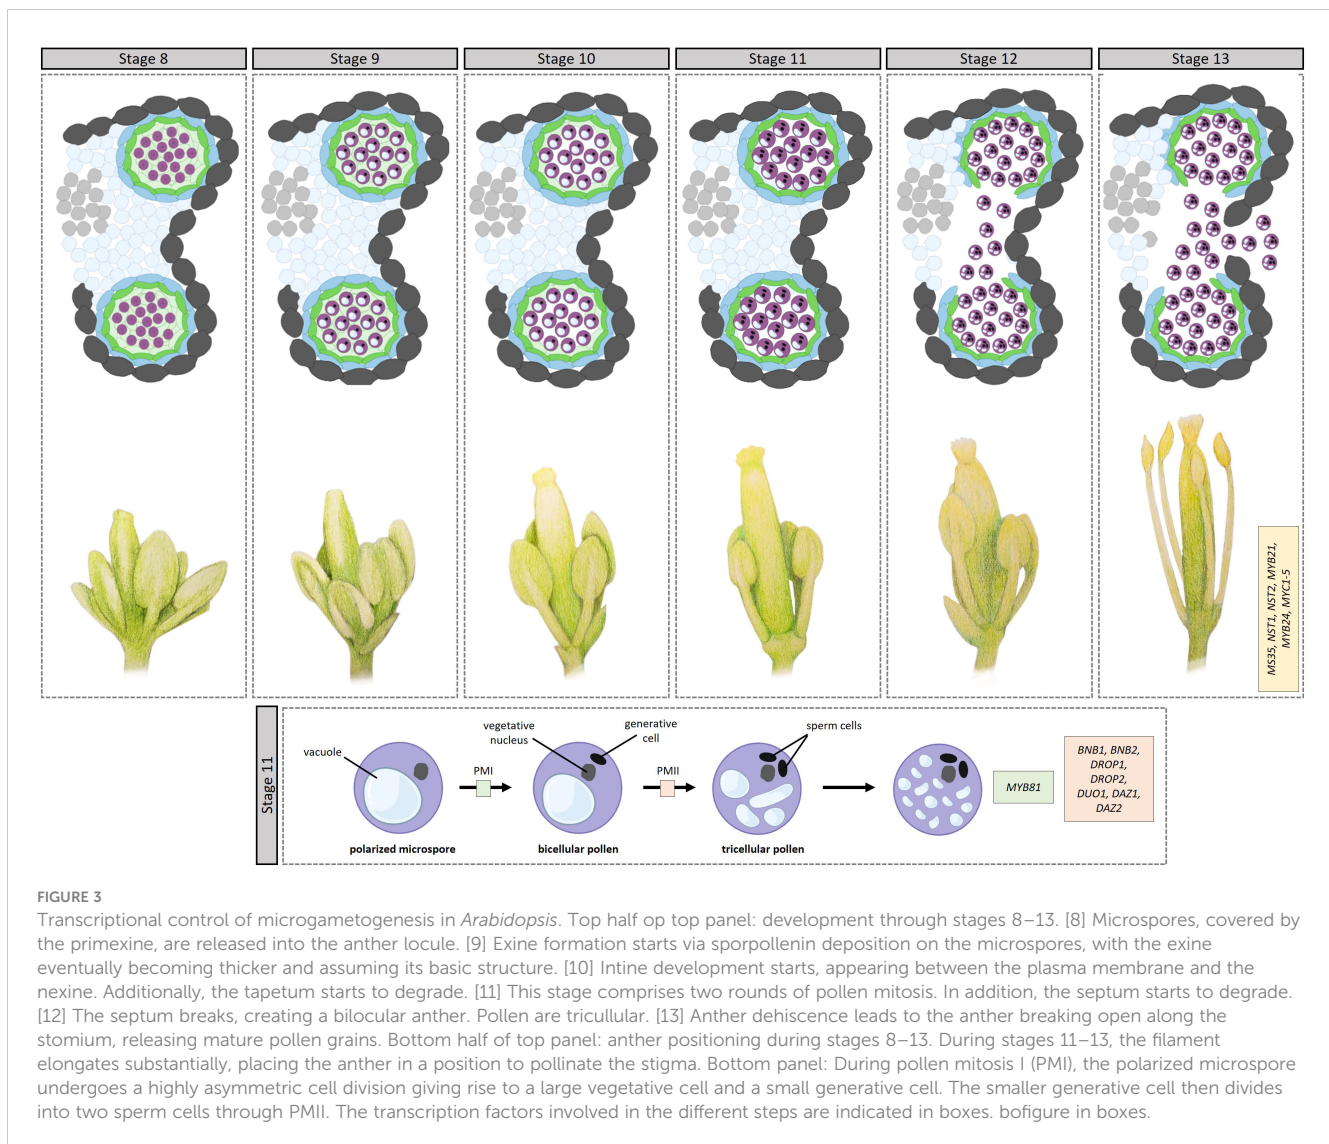 Stage 8
Stage 9
Stage 10
Stage 11
Stage 12
Stage 13
MS35, NST1, NST2, MYB21,
MYB24, MYC1-5
Stage 11
vacuole
PMI
vegetative
nucleus
generative
cell
PMII
sperm cells
polarized microspore
bicellular pollen
tricellular pollen
MYB81
BNB1, BNB2,
DROP1,
DROP2,
DUO1, DAZ1,
DAZ2
FIGURE 3
Transcriptional control of microgametogenesis in Arabidopsis. Top half op top panel: development through stages 8–13. [8] Microspores, covered by
the primexine, are released into the anther locule. [9] Exine formation starts via sporpollenin deposition on the microspores, with the exine
eventually becoming thicker and assuming its basic structure. [10] Intine development starts, appearing between the plasma membrane and the
nexine. Additionally, the tapetum starts to degrade. [11] This stage comprises two rounds of pollen mitosis. In addition, the septum starts to degrade.
[12] The septum breaks, creating a bilocular anther. Pollen are tricullular. [13] Anther dehiscence leads to the anther breaking open along the
stomium, releasing mature pollen grains. Bottom half of top panel: anther positioning during stages 8–13. During stages 11–13, the filament
elongates substantially, placing the anther in a position to pollinate the stigma. Bottom panel: During pollen mitosis I (PMI), the polarized microspore
undergoes a highly asymmetric cell division giving rise to a large vegetative cell and a small generative cell. The smaller generative cell then divides
into two sperm cells through PMII. The transcription factors involved in the different steps are indicated in boxes. bofigure in boxes.